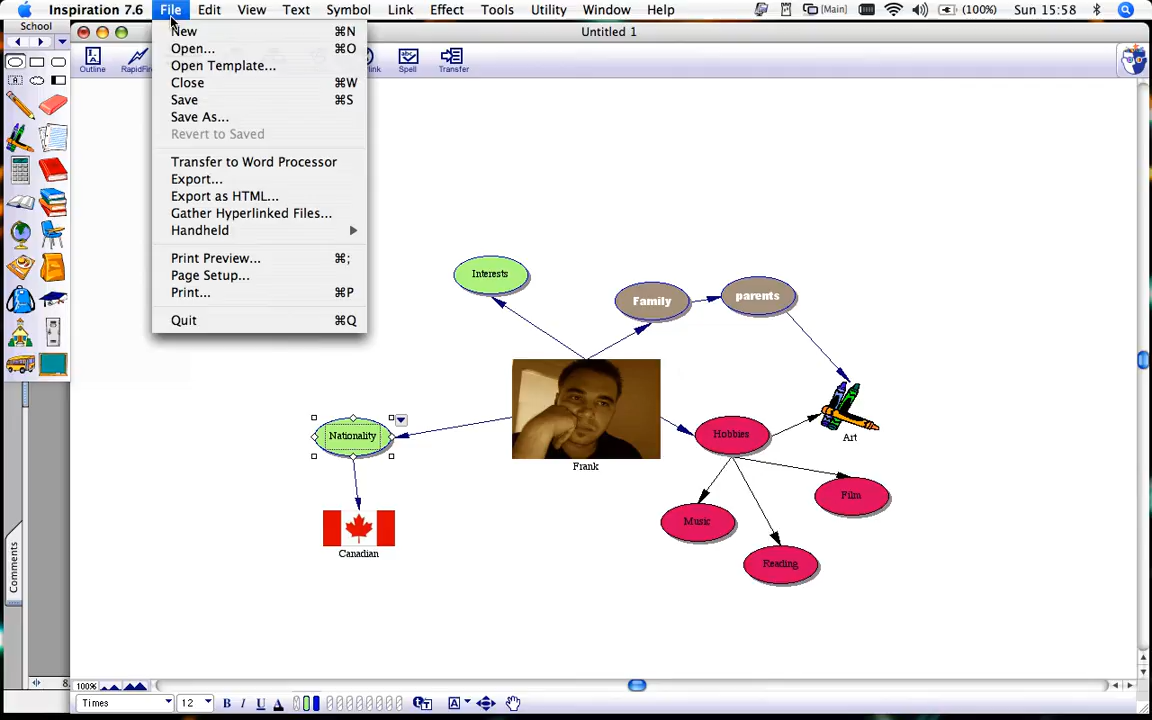 Inspiration 7.6 File Edit View Text Symbol Link Effect Tools Utility Window Help (Main) (100%) Sun 15:58
School
Untitled 1
Outline RapidFire link Spell Transfer
New ⌘N
Open... ⌘O
Open Template...
Close ⌘W
Save ⌘S
Save As...
Revert to Saved
Transfer to Word Processor
Export...
Export as HTML...
Gather Hyperlinked Files...
Handheld
Print Preview... ⌘;
Page Setup...
Print... ⌘P
Quit ⌘Q
Interests
Family
parents
Nationality
Hobbies
Art
Frank
Film
Music
Canadian
Reading
Comments
100%
Times 12 B I U A A